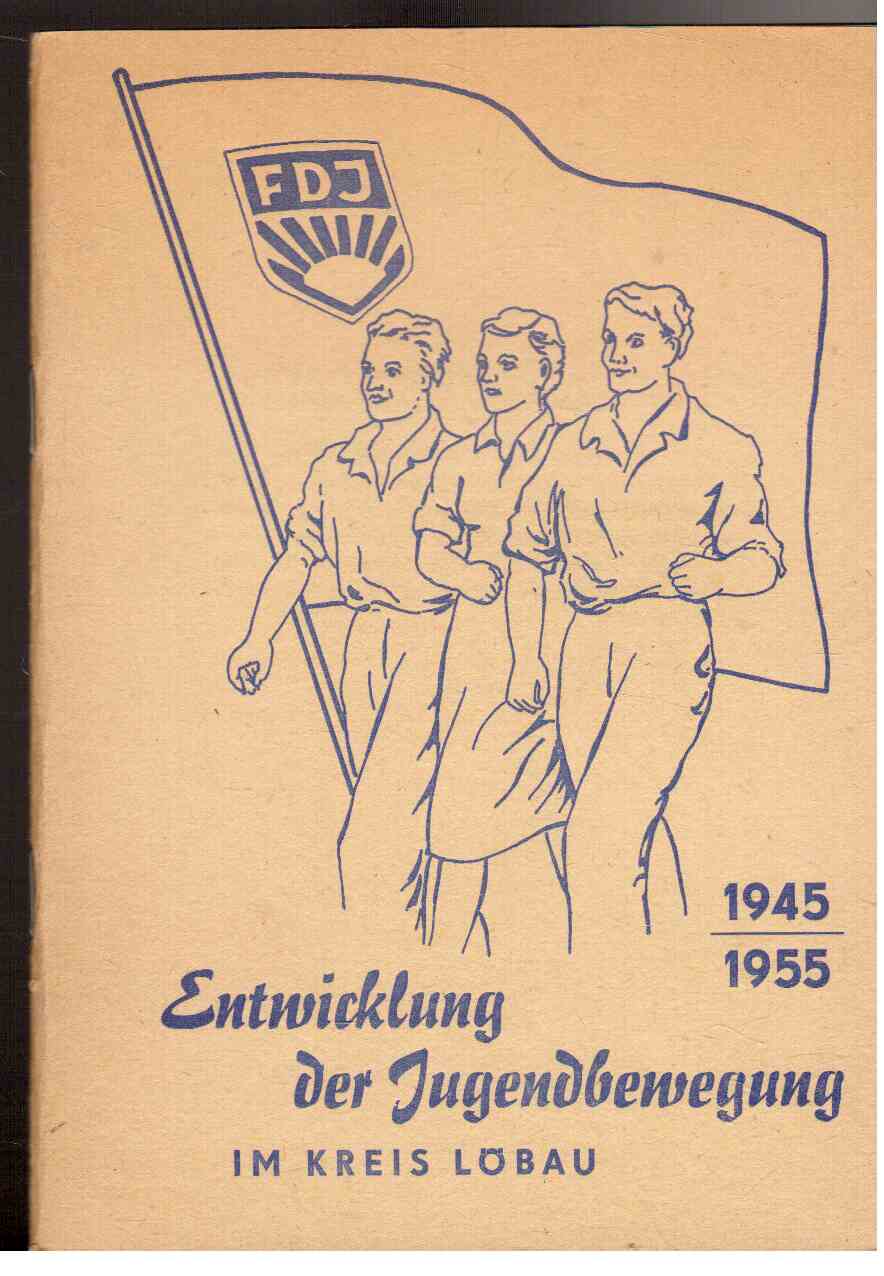 FDJ
1945
1955
Entwicklung
der Jugendbewegung
IM KREIS LÖBAU